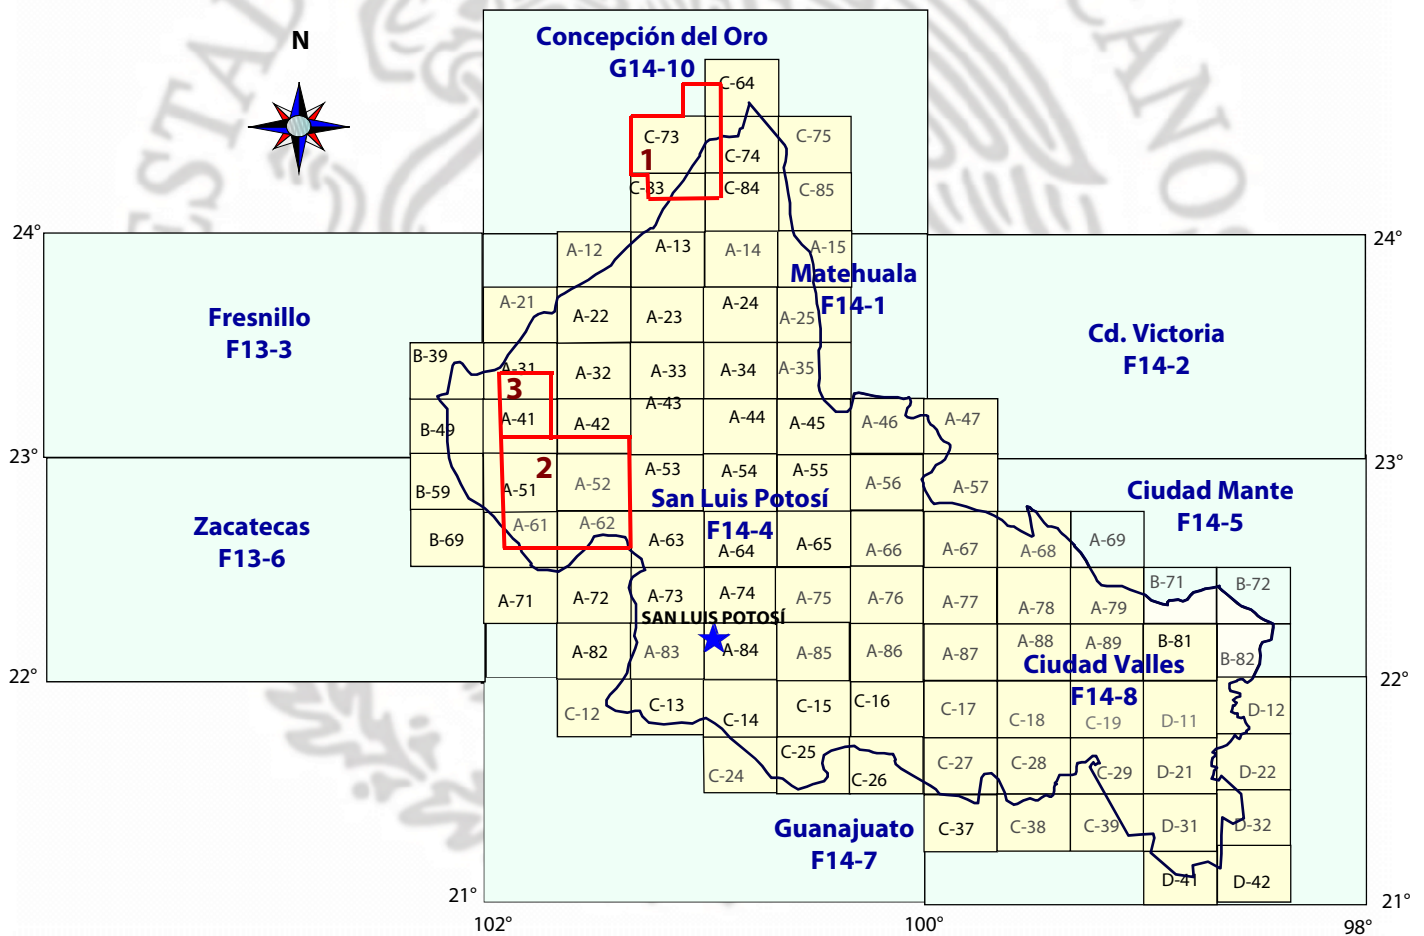 ESTAD
CANOS
N
Concepción del Oro
G14-10
C-64
C-73
C-75
1
C-74
C-83
C-84
C-85
24°
24°
A-12
A-13
A-14
A-15
Matehuala
F14-1
A-21
A-22
A-23
A-24
A-25
Fresnillo
F13-3
Cd. Victoria
F14-2
B-39
A-31
A-32
A-33
A-34
A-35
3
B-49
A-41
A-42
A-43
A-44
A-45
A-46
A-47
23°
23°
2
B-59
A-51
A-52
A-53
A-54
A-55
A-56
A-57
San Luis Potosí
F14-4
Ciudad Mante
F14-5
Zacatecas
F13-6
B-69
A-61
A-62
A-63
A-64
A-65
A-66
A-67
A-68
A-69
A-71
A-72
A-73
A-74
A-75
A-76
A-77
A-78
A-79
B-71
B-72
SAN LUIS POTOSÍ
A-82
A-83
A-84
A-85
A-86
A-87
A-88
A-89
B-81
B-82
Ciudad Valles
F14-8
22°
22°
C-12
C-13
C-14
C-15
C-16
C-17
C-18
C-19
D-11
D-12
C-24
C-25
C-26
C-27
C-28
C-29
D-21
D-22
Guanajuato
F14-7
C-37
C-38
C-39
D-31
D-32
D-41
D-42
21°
21°
102°
100°
98°